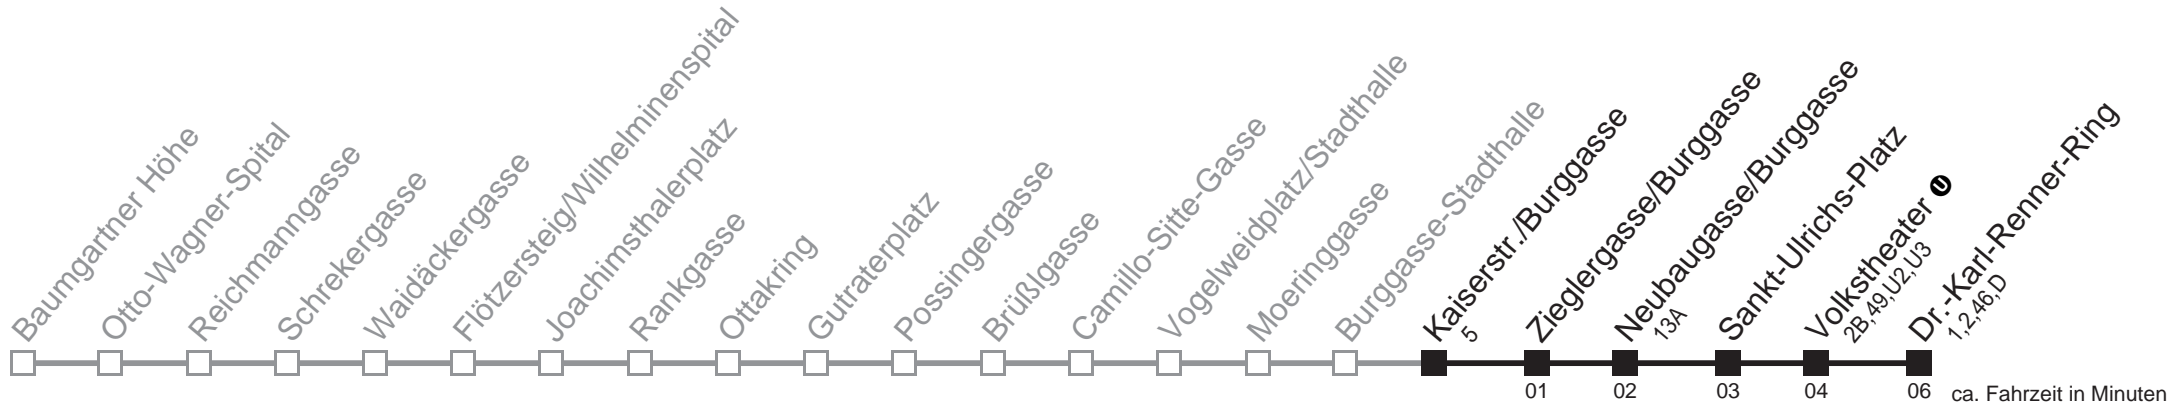 Baumgartner Höhe
Otto-Wagner-Spital
Reichmanngasse
Schrekergasse
Waidäckergasse
Flötzersteig/Wilhelminenspital
Joachimsthalerplatz
Rankgasse
Ottakring
Gutraterplatz
Possingergasse
Brüßlgasse
Camillo-Sitte-Gasse
Vogelweidplatz/Stadthalle
Moeringgasse
Burggasse-Stadthalle
Kaiserstr./Burggasse
5
Zieglergasse/Burggasse
Neubaugasse/Burggasse
13A
Sankt-Ulrichs-Platz
Volkstheater U
2B,49,U2,U3
Dr.-Karl-Renner-Ring
1,2,46,D
01 02 03 04 06 ca. Fahrzeit in Minuten